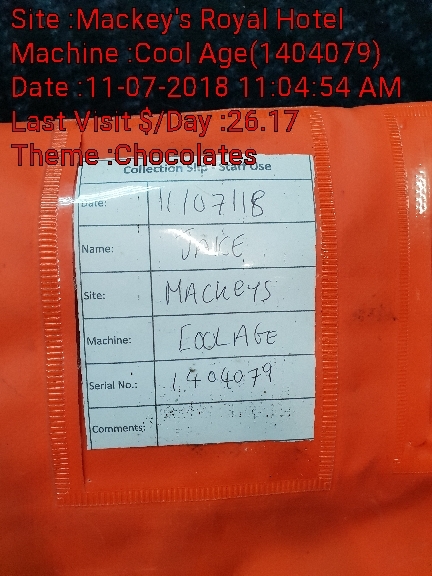 Site :Mackey's Royal Hotel
Machine :Cool Age(1404079)
Date :11-07-2018 11:04:54 AM
Last Visit $/Day :26.17
Theme :Chocolates
Collection Slip - Staff Use
Date: 11/07/18
Name:
Site: MACKEYS
Machine: COOL AGE
Serial No.: 1404079
Comments: